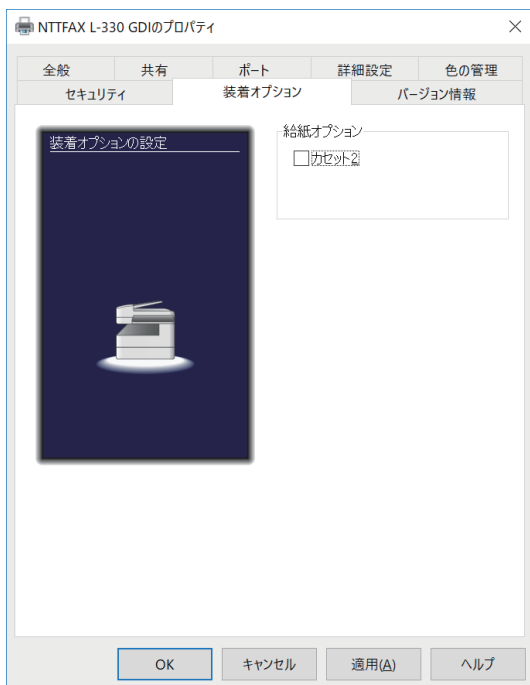 NTTFAX L-330 GDIのプロパティ
全般 共有 ポート 詳細設定 色の管理
セキュリティ 装着オプション バージョン情報
装着オプションの設定
給紙オプション
カセット2
OK キャンセル 適用(A) ヘルプ